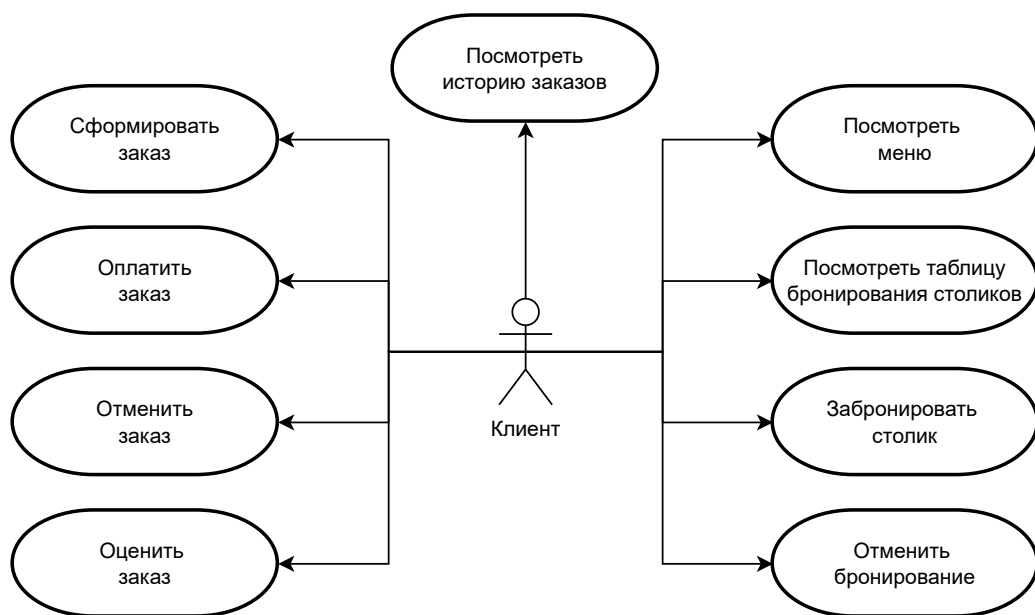 Посмотреть
историю заказов
Сформировать
заказ
Посмотреть
меню
Оплатить
заказ
Посмотреть таблицу
бронирования столиков
Отменить
заказ
Забронировать
столик
Клиент
Оценить
заказ
Отменить
бронирование